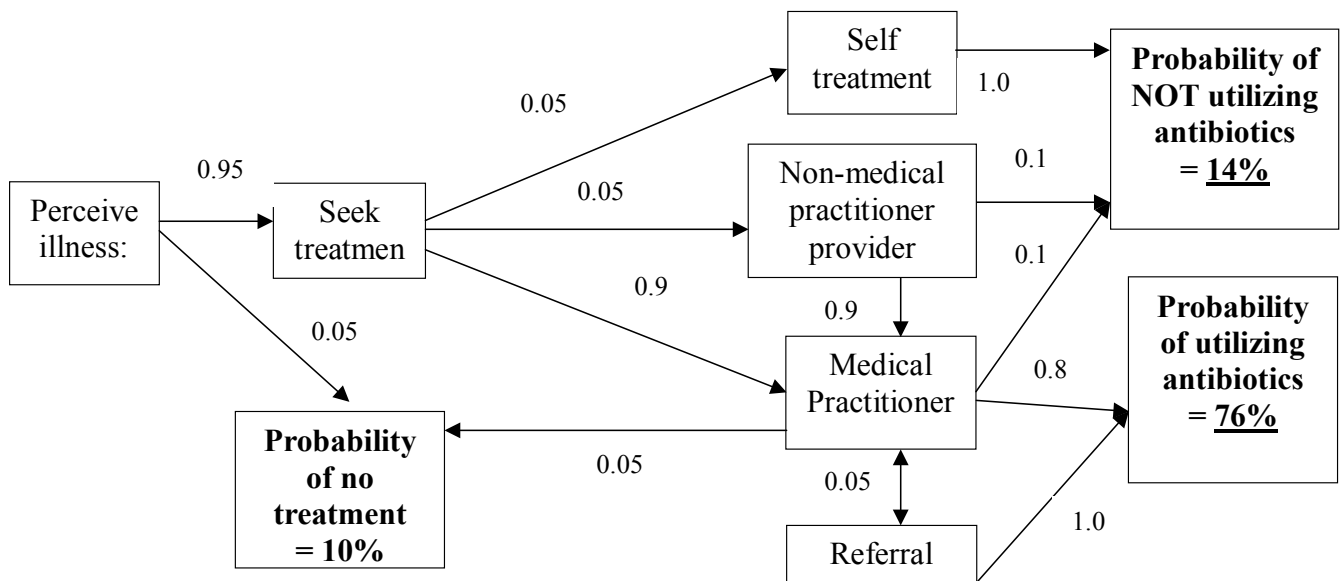 Perceive
illness:
0.95
0.05
Seek
treatmen
0.05
0.05
0.9
Self
treatment
1.0
Non-medical
practitioner
provider
0.1
0.9
Medical
Practitioner
0.1
0.8
0.05
0.05
Referral
1.0
Probability of
NOT utilizing
antibiotics
= 14%
Probability
of utilizing
antibiotics
= 76%
Probability
of no
treatment
= 10%